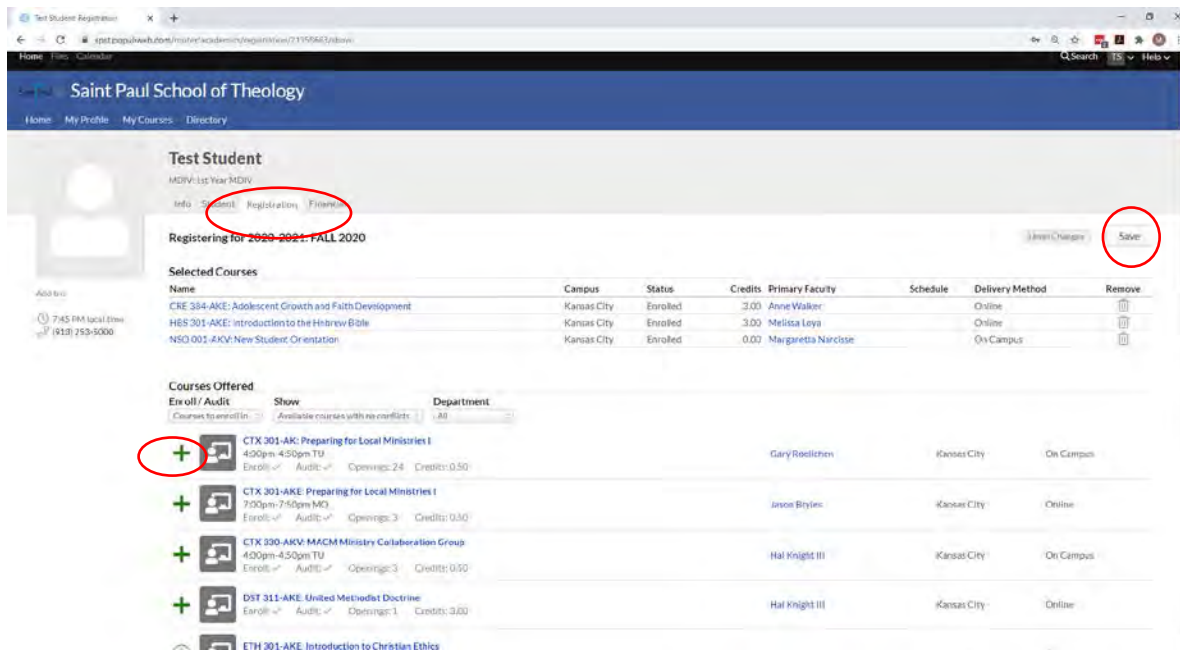 Test Student Registration
Home Files Calendar Search TS Help
Saint Paul School of Theology
Home My Profile My Courses Directory
Test Student
MDIV: 1st Year MDIV
Info Student Registration Financial
Registering for 2020-2021: FALL 2020 Save
Selected Courses
Name Campus Status Credits Primary Faculty Schedule Delivery Method Remove
CRE 384-AKE: Adolescent Growth and Faith Development Kansas City Enrolled 3.00 Anne Walker Online
HBS 301-AKE: Introduction to the Hebrew Bible Kansas City Enrolled 3.00 Melissa Loya Online
NSO 001-AKV: New Student Orientation Kansas City Enrolled 0.00 Margaretta Narcisse On Campus
7:45 PM local time
(913) 253-5000
Courses Offered
Enroll / Audit Show Department
Courses to enroll in Available courses with no conflicts All
CTX 301-AK: Preparing for Local Ministries I
4:00pm-4:50pm TU Gary Roellchen Kansas City On Campus
Enroll: Audit: Openings: 24 Credits: 0.50
CTX 301-AKE: Preparing for Local Ministries I
7:00pm-7:50pm MO Jason Bryles Kansas City Online
Enroll: Audit: Openings: 3 Credits: 0.50
CTX 330-AKV: MACM Ministry Collaboration Group
4:00pm-4:50pm TU Hal Knight III Kansas City On Campus
Enroll: Audit: Openings: 3 Credits: 0.50
DST 311-AKE: United Methodist Doctrine
Enroll: Audit: Openings: 1 Credits: 3.00 Hal Knight III Kansas City Online
ETH 301-AKE: Introduction to Christian Ethics